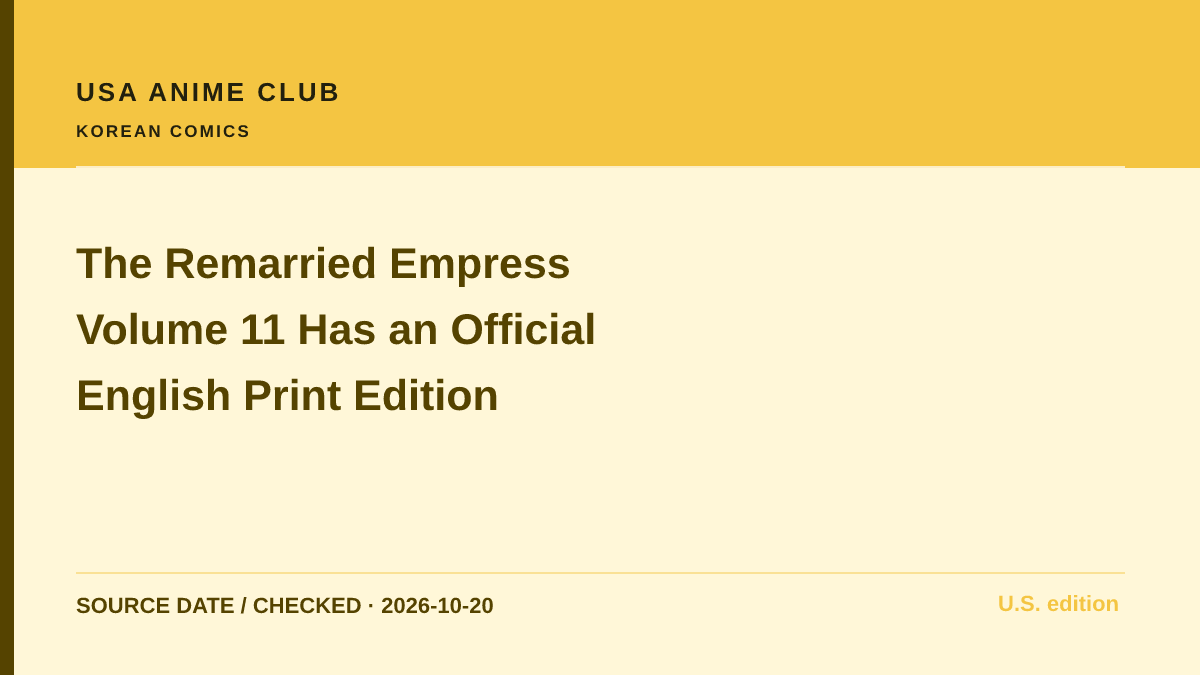 USA ANIME CLUB
KOREAN COMICS
The Remarried Empress
Volume 11 Has an Official
English Print Edition
SOURCE DATE / CHECKED · 2026-10-20
U.S. edition